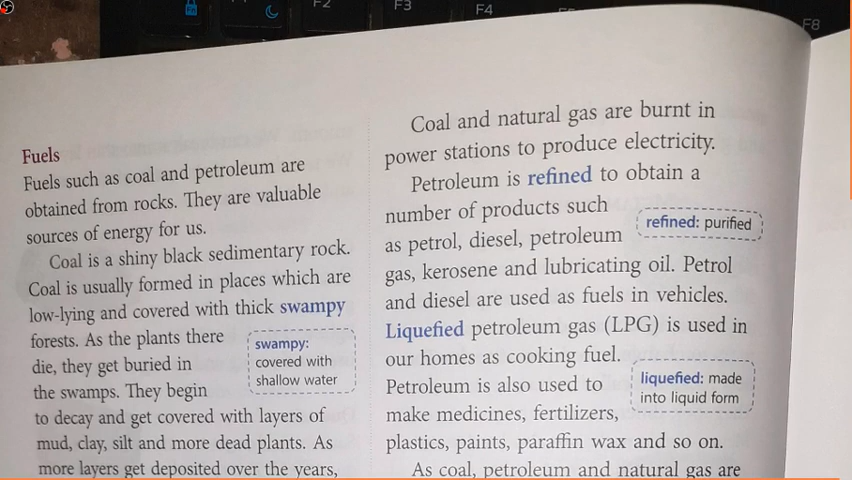 F2
F3
F4
F8
Fuels
Fuels such as coal and petroleum are
obtained from rocks. They are valuable
sources of energy for us.
Coal is a shiny black sedimentary rock.
Coal is usually formed in places which are
low-lying and covered with thick swampy
forests. As the plants there
die, they get buried in
the swamps. They begin
to decay and get covered with layers of
mud, clay, silt and more dead plants. As
more layers get deposited over the years,
swampy:
covered with
shallow water
Coal and natural gas are burnt in
power stations to produce electricity.
Petroleum is refined to obtain a
number of products such
as petrol, diesel, petroleum
gas, kerosene and lubricating oil. Petrol
and diesel are used as fuels in vehicles.
Liquefied petroleum gas (LPG) is used in
our homes as cooking fuel.
Petroleum is also used to
make medicines, fertilizers,
plastics, paints, paraffin wax and so on.
As coal, petroleum and natural gas are
refined: purified
liquefied: made
into liquid form